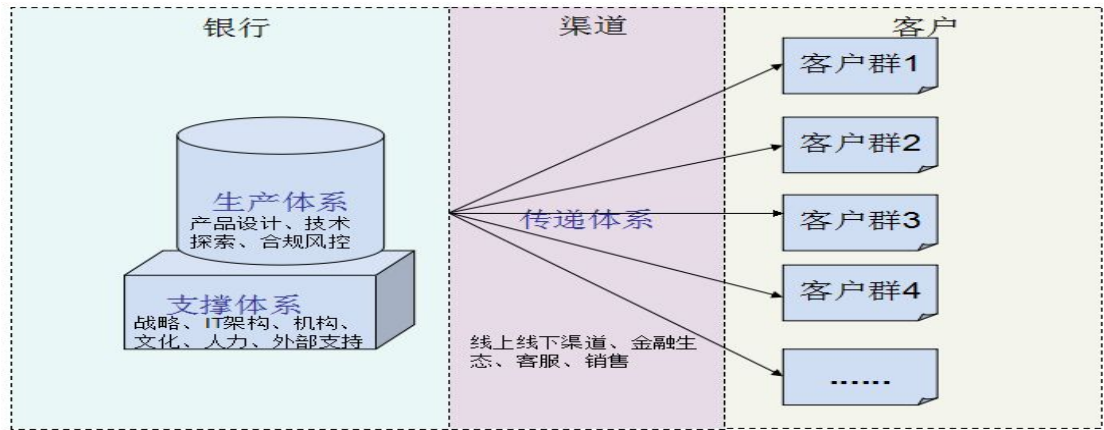 银行
渠道
客户
生产体系
产品设计、技术
探索、合规风控
支撑体系
战略、IT架构、机构、
文化、人力、外部支持
传递体系
线上线下渠道、金融生
态、客服、销售
客户群1
客户群2
客户群3
客户群4
......